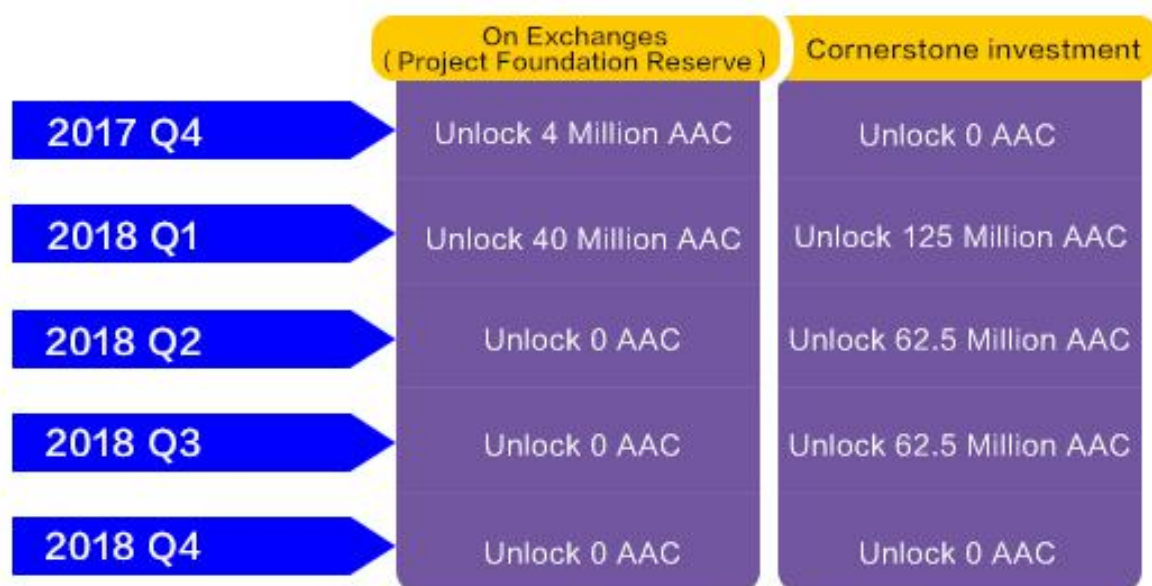 On Exchanges
(Project Foundation Reserve)
Cornerstone investment
2017 Q4
Unlock 4 Million AAC
Unlock 0 AAC
2018 Q1
Unlock 40 Million AAC
Unlock 125 Million AAC
2018 Q2
Unlock 0 AAC
Unlock 62.5 Million AAC
2018 Q3
Unlock 0 AAC
Unlock 62.5 Million AAC
2018 Q4
Unlock 0 AAC
Unlock 0 AAC